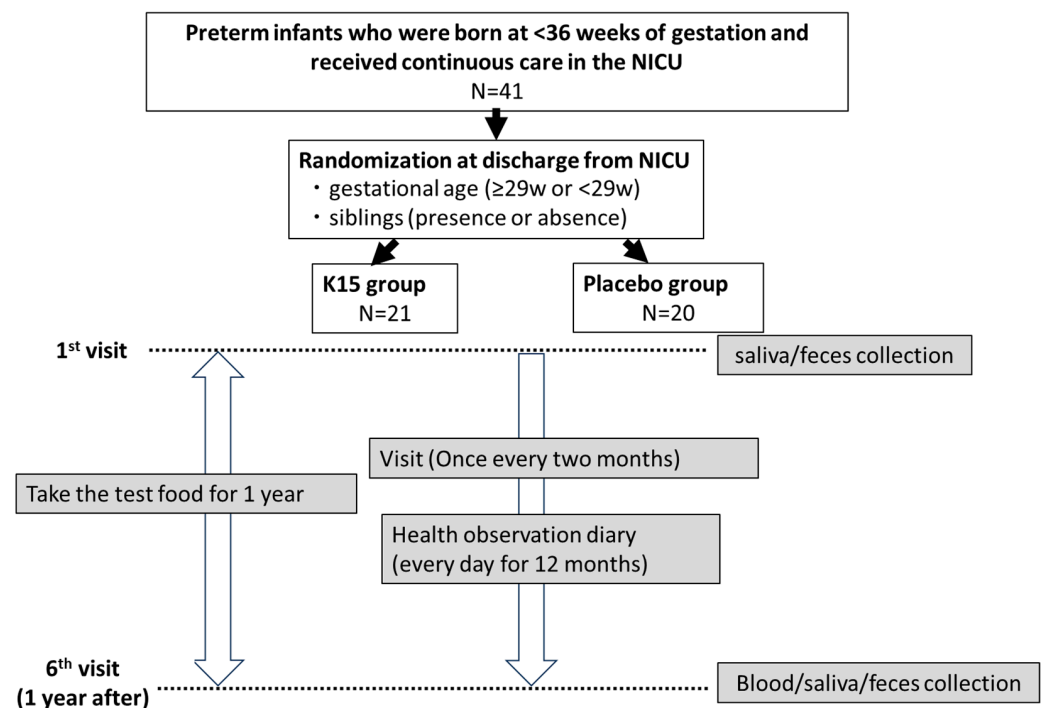 Preterm infants who were born at <36 weeks of gestation and
received continuous care in the NICU
N=41
Randomization at discharge from NICU
・gestational age (≥29w or <29w)
・siblings (presence or absence)
K15 group
N=21
Placebo group
N=20
1st visit
saliva/feces collection
Visit (Once every two months)
Take the test food for 1 year
Health observation diary
(every day for 12 months)
6th visit
(1 year after)
Blood/saliva/feces collection